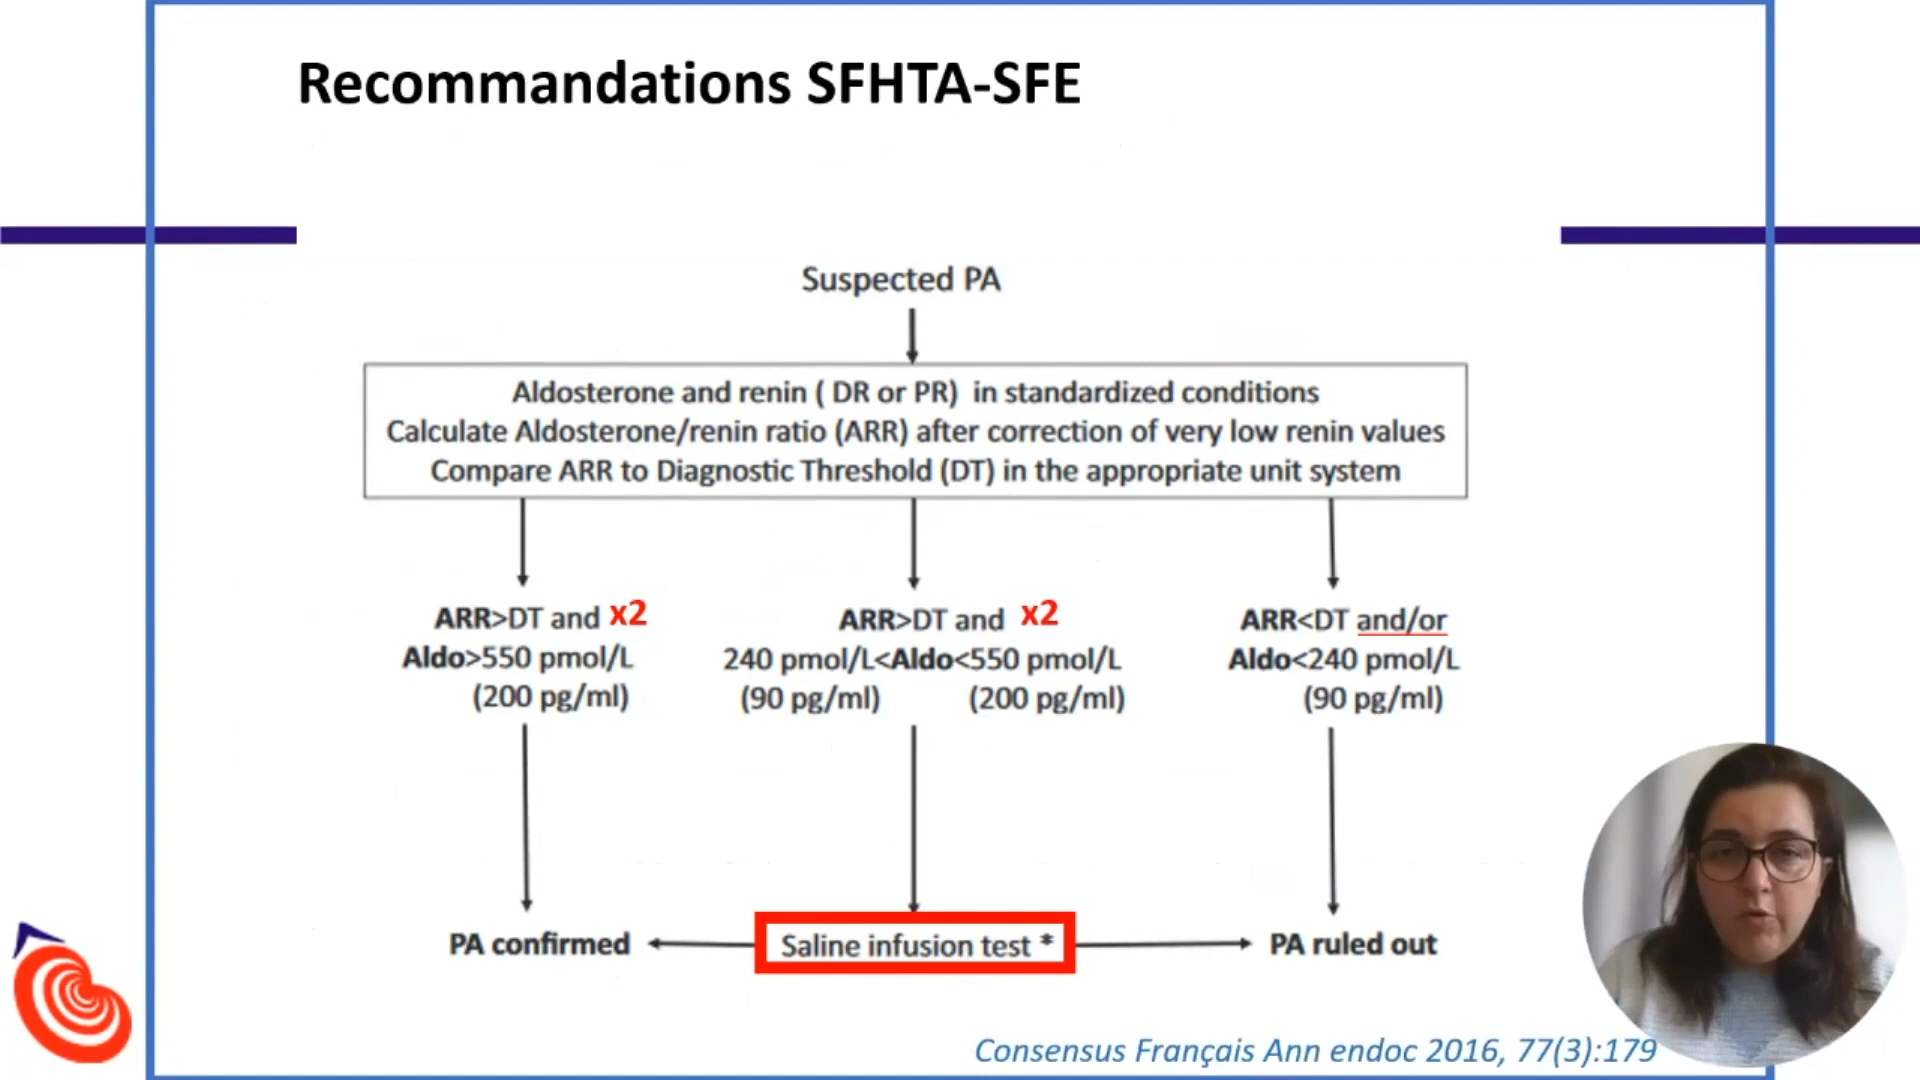 Recommandations SFHTA-SFE
Suspected PA
Aldosterone and renin ( DR or PR) in standardized conditions
Calculate Aldosterone/renin ratio (ARR) after correction of very low renin values
Compare ARR to Diagnostic Threshold (DT) in the appropriate unit system
ARR>DT and x2
Aldo>550 pmol/L
(200 pg/ml)
ARR>DT and x2
240 pmol/L<Aldo<550 pmol/L
(90 pg/ml) (200 pg/ml)
ARR<DT and/or
Aldo<240 pmol/L
(90 pg/ml)
PA confirmed
Saline infusion test *
PA ruled out
Consensus Français Ann endoc 2016, 77(3):179